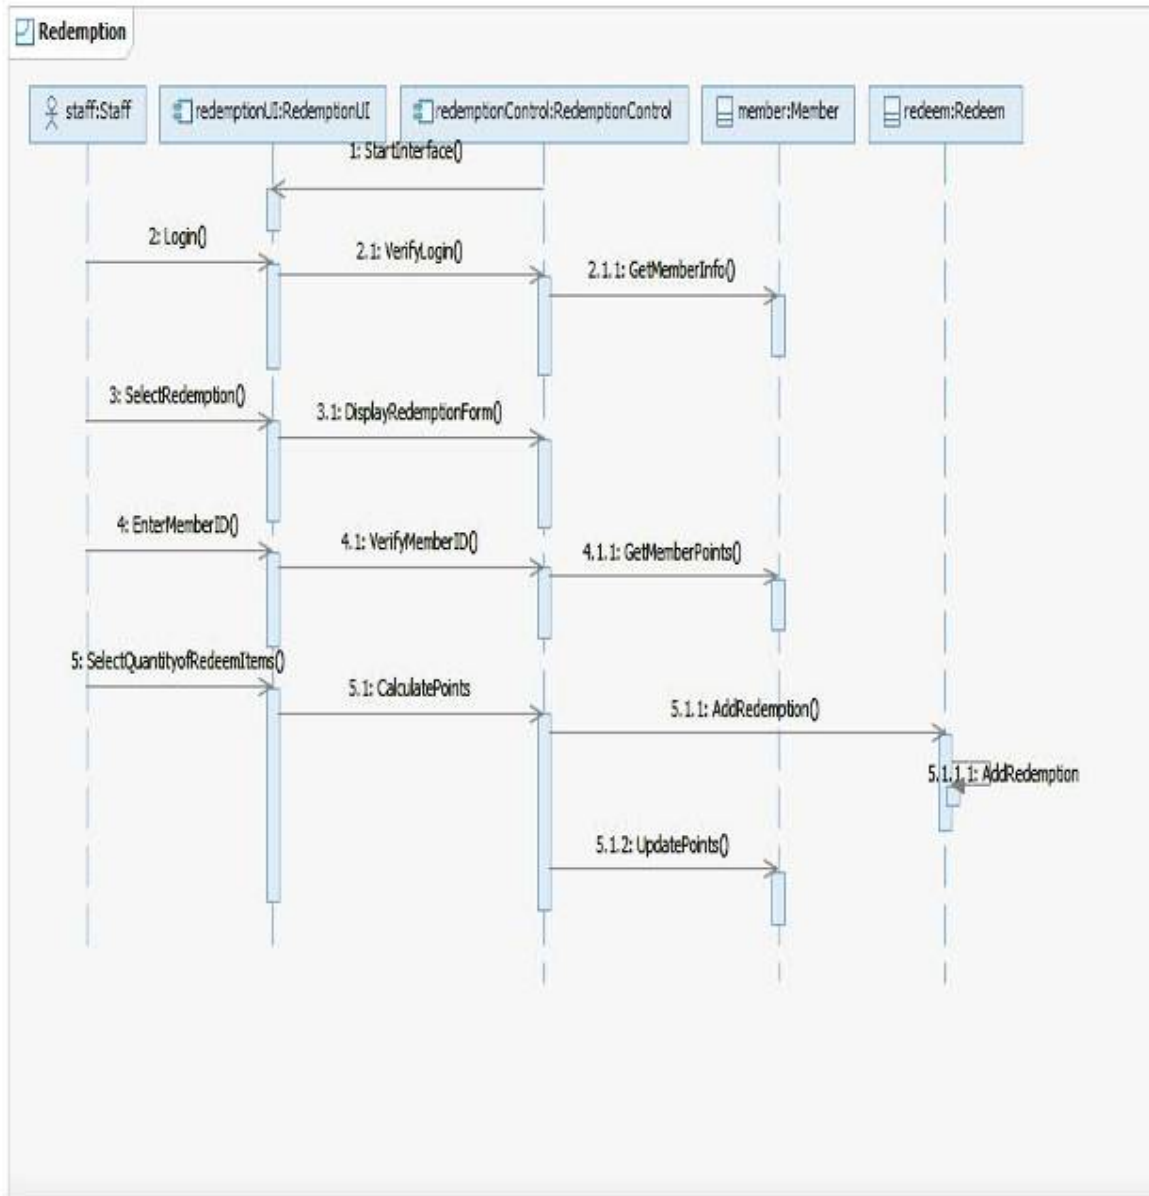 Redemption
staff:Staff
redemptionUI:RedemptionUI
redemptionControl:RedemptionControl
member:Member
redeem:Redeem
1: StartInterface()
2: Login()
2.1: VerifyLogin()
2.1.1: GetMemberInfo()
3: SelectRedemption()
3.1: DisplayRedemptionForm()
4: EnterMemberID()
4.1: VerifyMemberID()
4.1.1: GetMemberPoints()
5: SelectQuantityofRedeemItems()
5.1: CalculatePoints
5.1.1: AddRedemption()
5.1.1.1: AddRedemption
5.1.2: UpdatePoints()